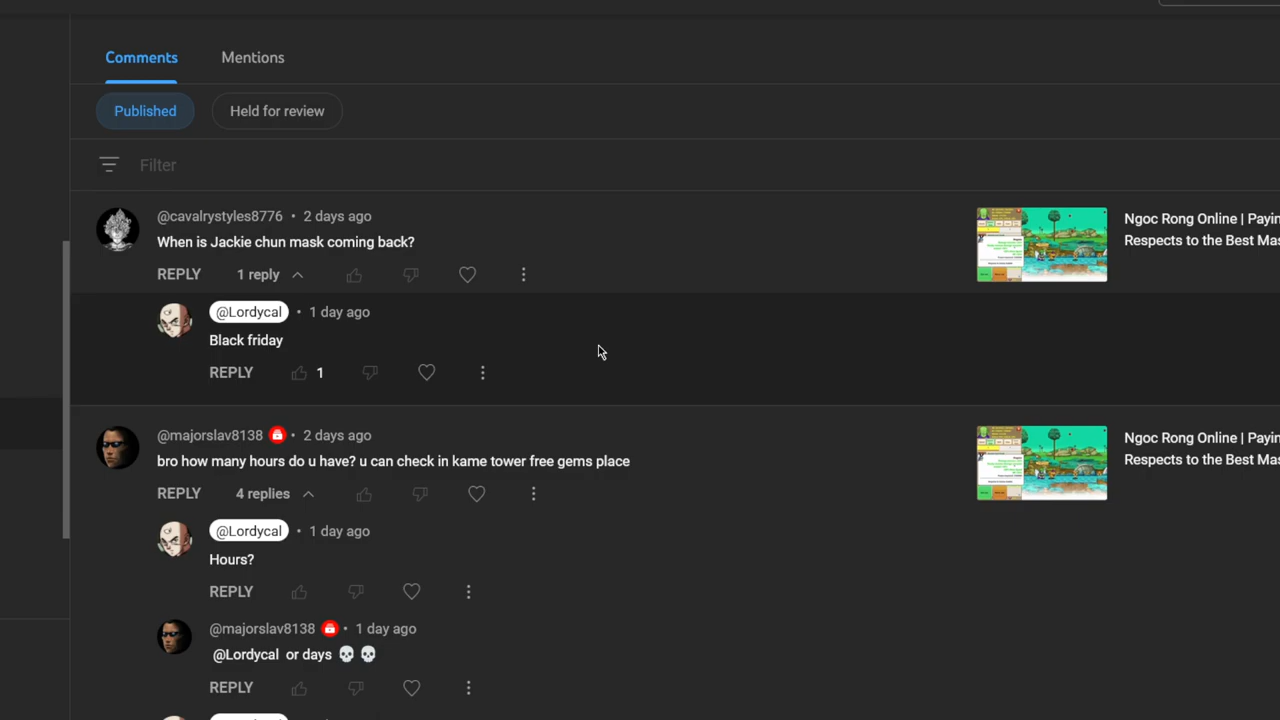 Comments
Mentions
Published
Held for review
Filter
@cavalrystyles8776 • 2 days ago
When is Jackie chun mask coming back?
REPLY 1 reply
Ngoc Rong Online | Payin
Respects to the Best Mas
@Lordycal • 1 day ago
Black friday
REPLY 1
@majorslav8138 • 2 days ago
bro how many hours do u have? u can check in kame tower free gems place
REPLY 4 replies
Ngoc Rong Online | Payin
Respects to the Best Mas
@Lordycal • 1 day ago
Hours?
REPLY
@majorslav8138 • 1 day ago
@Lordycal or days 💀 💀
REPLY